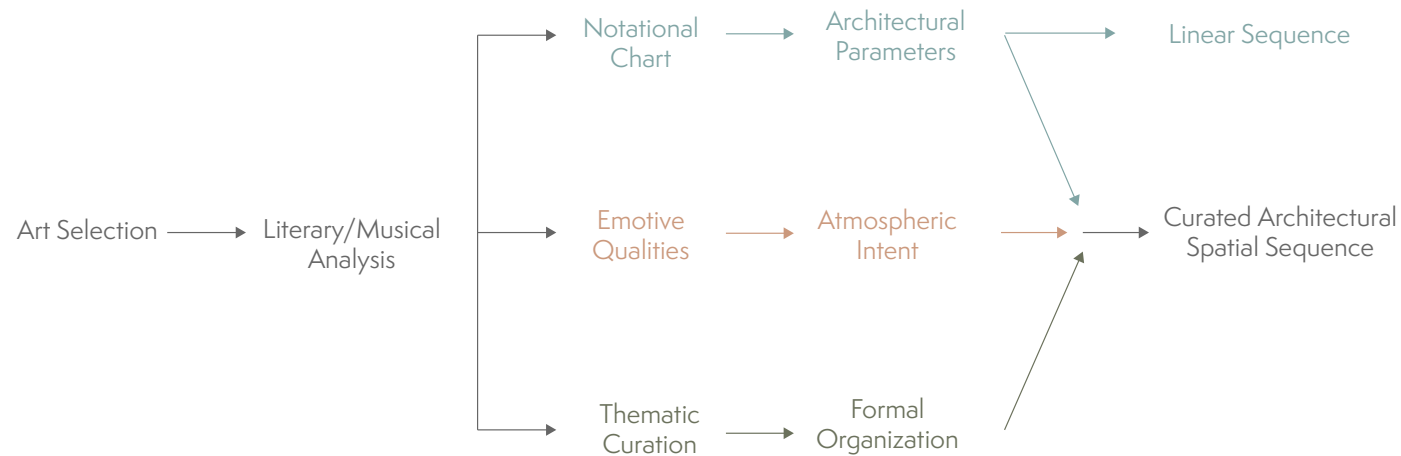 Notational
Chart
Architectural
Parameters
Linear Sequence
Art Selection
Literary/Musical
Analysis
Emotive
Qualities
Atmospheric
Intent
Curated Architectural
Spatial Sequence
Thematic
Curation
Formal
Organization